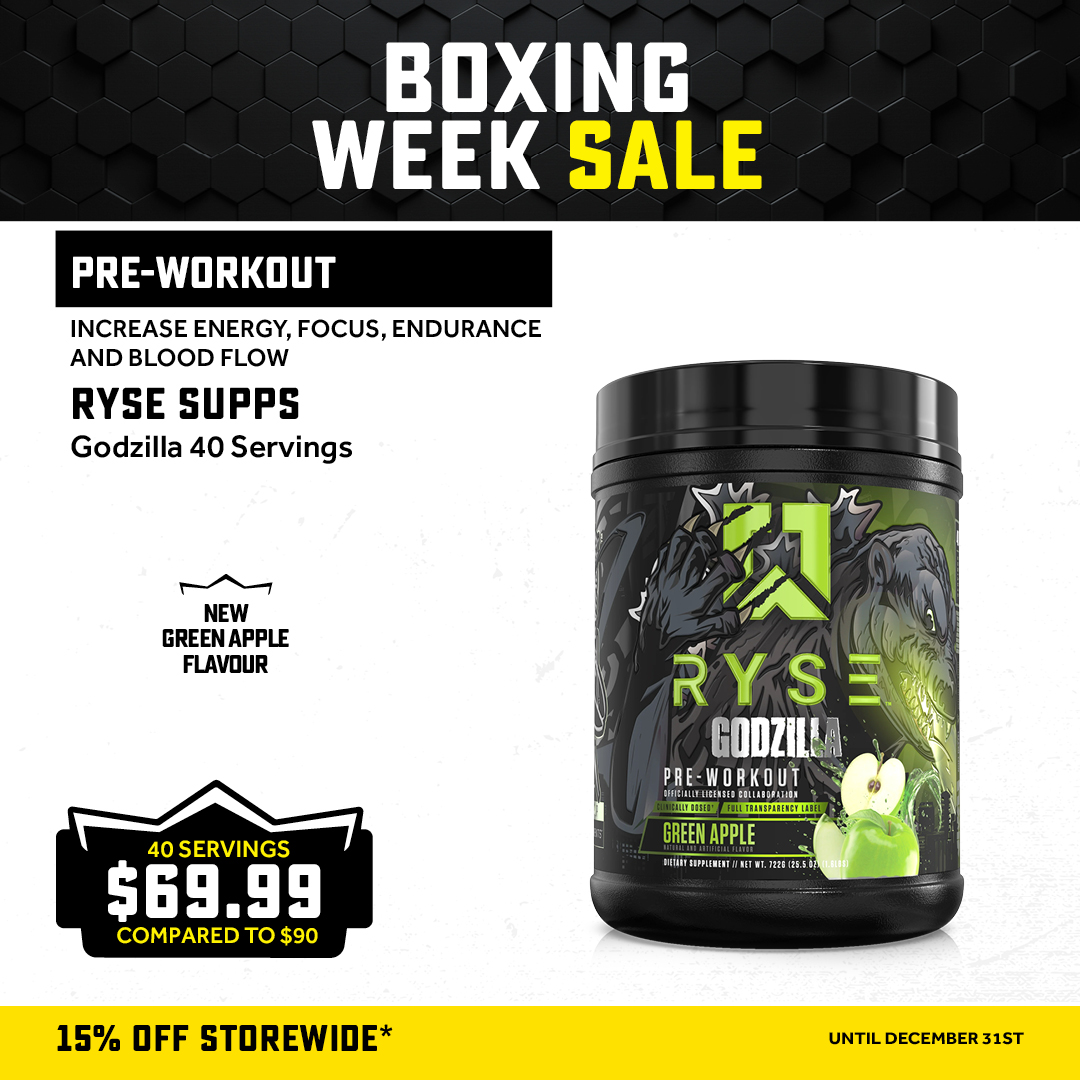 BOXING
WEEK SALE
PRE-WORKOUT
INCREASE ENERGY, FOCUS, ENDURANCE
AND BLOOD FLOW
RYSE SUPPS
Godzilla 40 Servings
NEW
GREEN APPLE
FLAVOUR
40 SERVINGS
$69.99
COMPARED TO $90
RYSE
GODZILLA
PRE-WORKOUT
OFFICIALLY LICENSED COLLABORATION
CLINICALLY DOSED* FULL TRANSPARENCY LABEL
GREEN APPLE
NATURAL AND ARTIFICIAL FLAVOR
DIETARY SUPPLEMENT // NET WT. 722G (25.5 OZ)
15% OFF STOREWIDE*
UNTIL DECEMBER 31ST